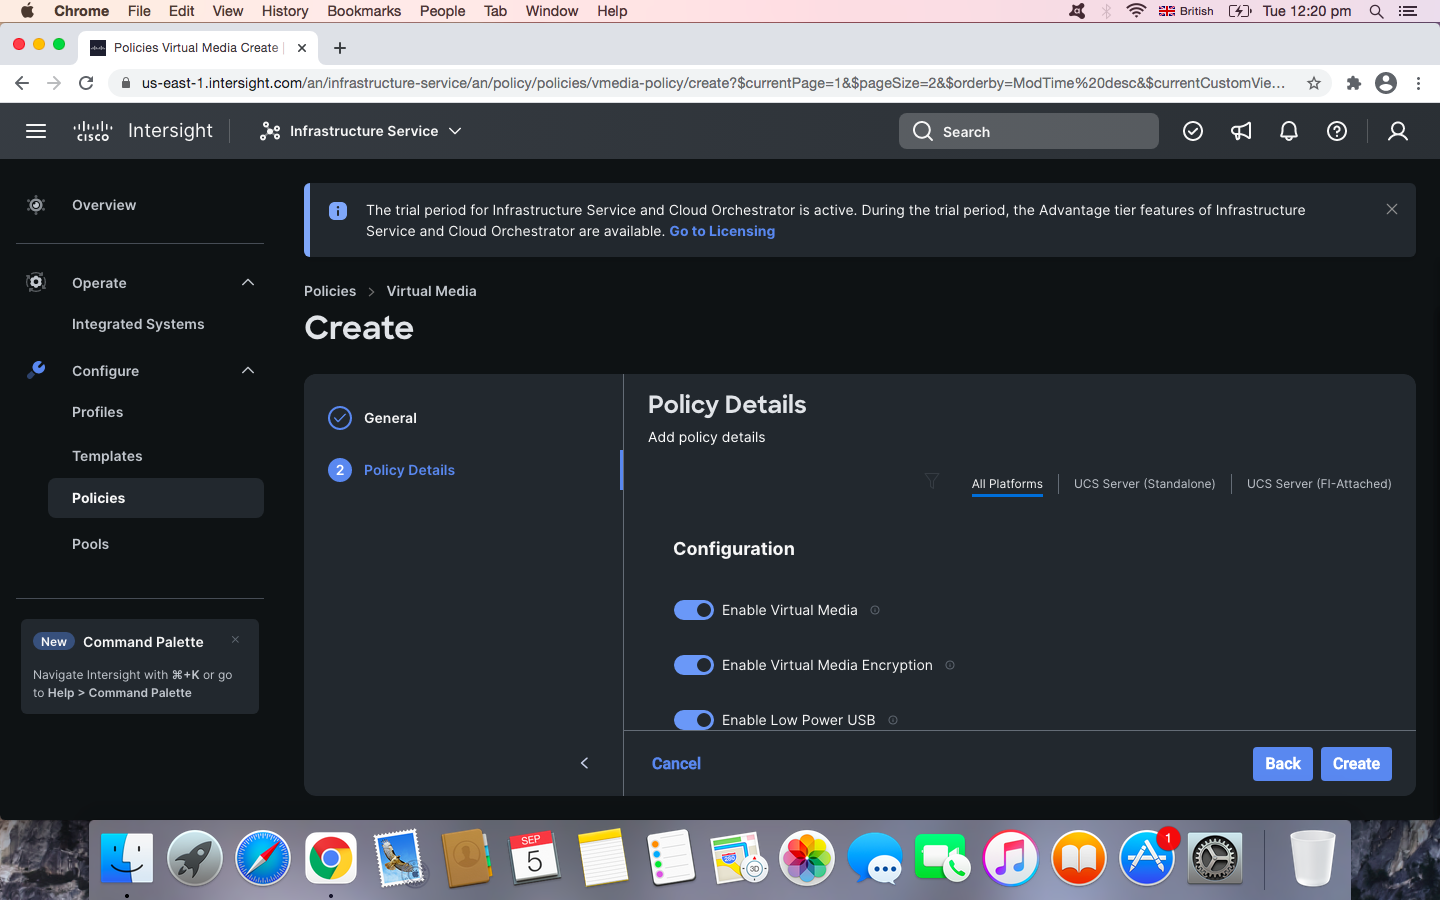 Chrome File Edit View History Bookmarks People Tab Window Help British Tue 12:20 pm
Policies Virtual Media Create
us-east-1.intersight.com/an/infrastructure-service/an/policy/policies/vmedia-policy/create?$currentPage=1&$pageSize=2&$orderby=ModTime%20desc&$currentCustomVie...
CISCO Intersight Infrastructure Service Search
Overview
Operate
Integrated Systems
Configure
Profiles
Templates
Policies
Pools
New Command Palette
Navigate Intersight with ⌘+K or go
to Help > Command Palette
The trial period for Infrastructure Service and Cloud Orchestrator is active. During the trial period, the Advantage tier features of Infrastructure
Service and Cloud Orchestrator are available. Go to Licensing
Policies > Virtual Media
Create
General
2 Policy Details
Policy Details
Add policy details
All Platforms UCS Server (Standalone) UCS Server (FI-Attached)
Configuration
Enable Virtual Media
Enable Virtual Media Encryption
Enable Low Power USB
Cancel Back Create
SEP
5
280
3D
1